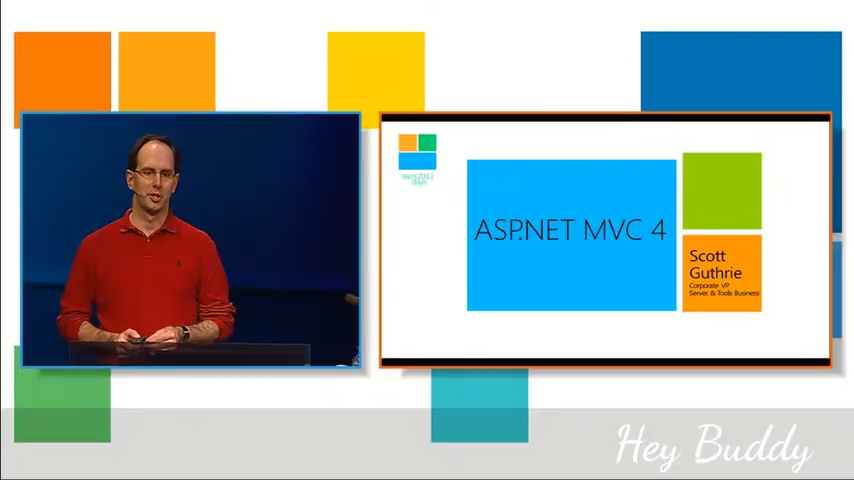 ASP.NET MVC 4
Scott
Guthrie
Corporate VP
Server & Tools Business
Hey Buddy